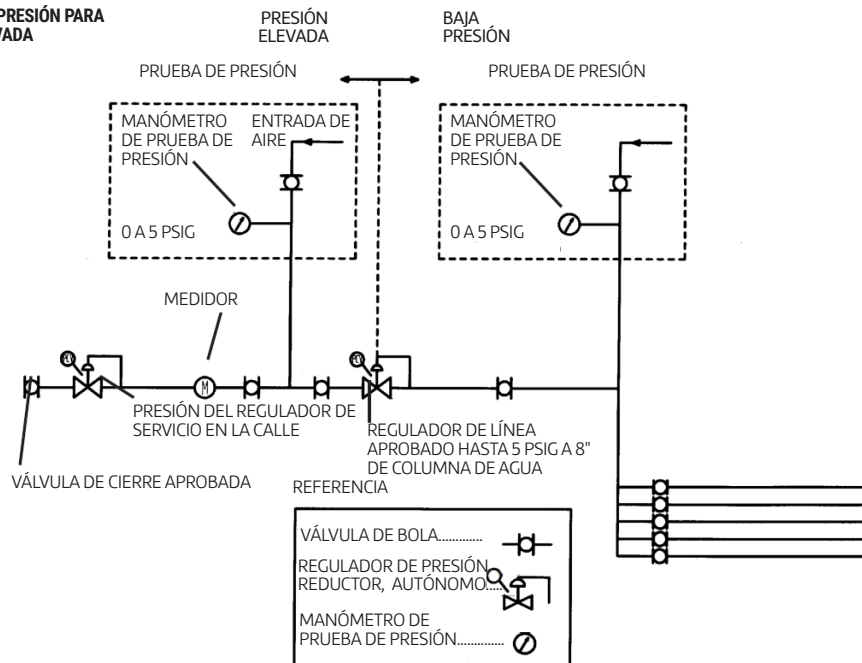 PRESIÓN PARA
VADA
PRESIÓN
ELEVADA
BAJA
PRESIÓN
PRUEBA DE PRESIÓN
PRUEBA DE PRESIÓN
MANÓMETRO
DE PRUEBA DE
PRESIÓN
ENTRADA DE
AIRE
0 A 5 PSIG
MANÓMETRO
DE PRUEBA DE
PRESIÓN
0 A 5 PSIG
MEDIDOR
M
PRESIÓN DEL REGULADOR DE
SERVICIO EN LA CALLE
REGULADOR DE LÍNEA
APROBADO HASTA 5 PSIG A 8"
DE COLUMNA DE AGUA
VÁLVULA DE CIERRE APROBADA
REFERENCIA
VÁLVULA DE BOLA............
REGULADOR DE PRESIÓN
REDUCTOR, AUTÓNOMO.....
MANÓMETRO DE
PRUEBA DE PRESIÓN..............